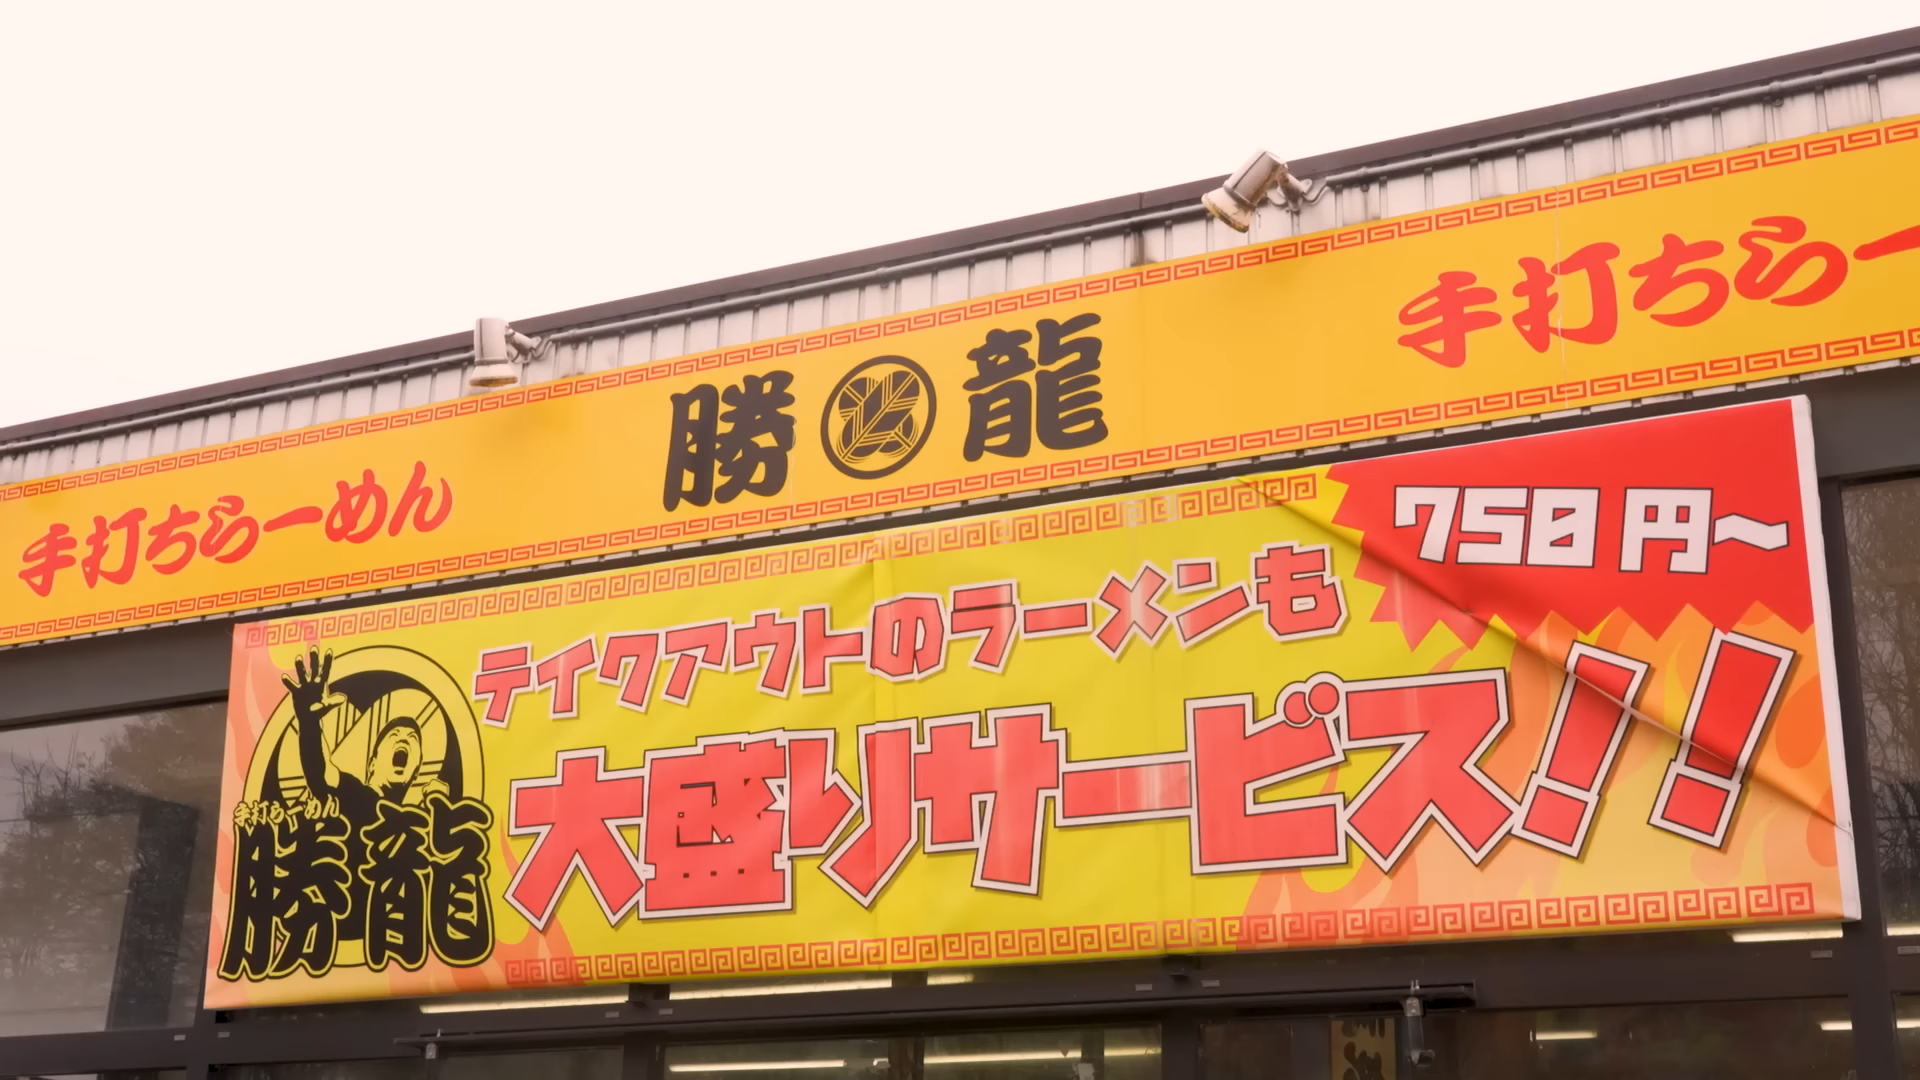 手打ちらーめん 勝龍 手打ちらー
750円〜
テイクアウトのラーメンも
大盛りサービス!!
手打らーめん
勝龍